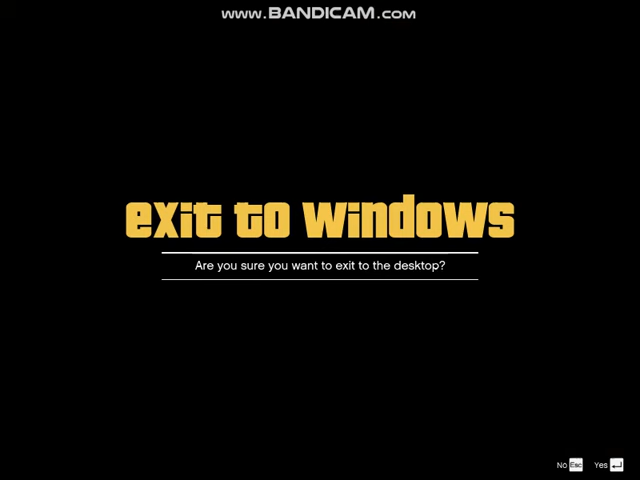 www.BANDICAM.com
exit to windows
Are you sure you want to exit to the desktop?
No Esc Yes